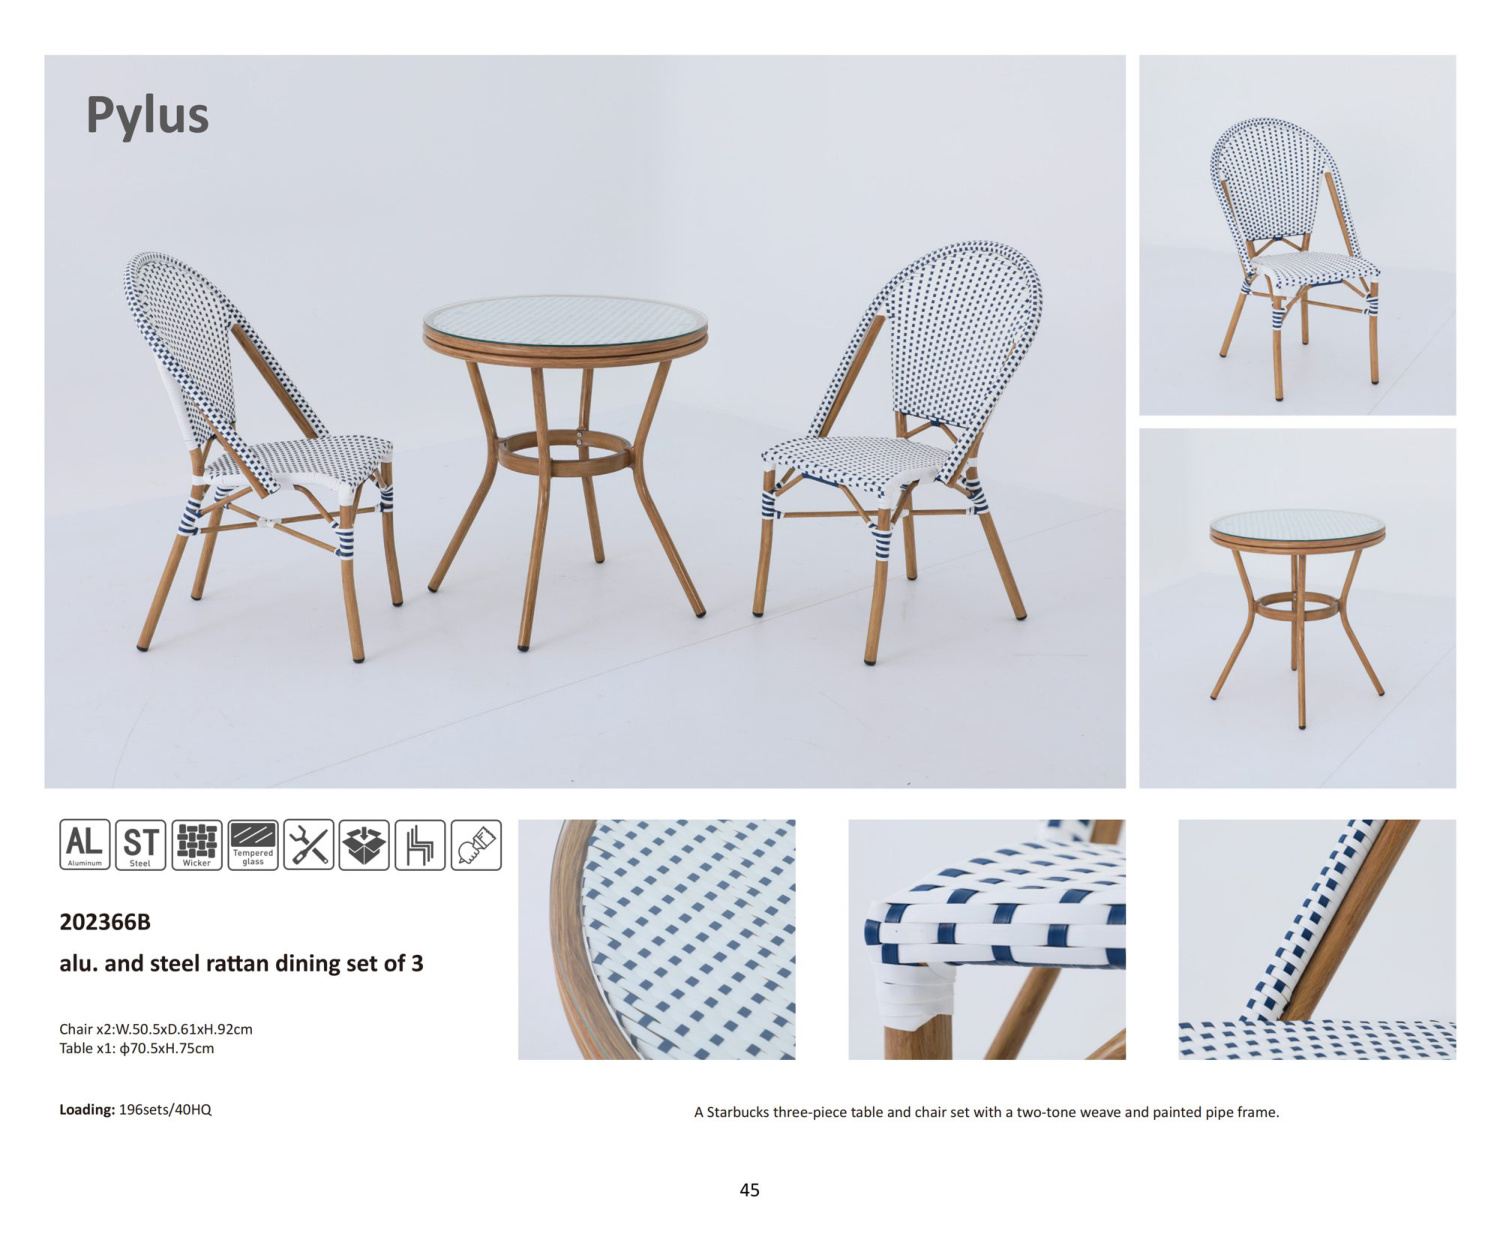 Pylus
AL
Aluminum
ST
Steel
Wicker
Tempered
glass
202366B
alu. and steel rattan dining set of 3
Chair x2:W.50.5xD.61xH.92cm
Table x1: ф70.5xH.75cm
Loading: 196sets/40HQ
A Starbucks three-piece table and chair set with a two-tone weave and painted pipe frame.
45